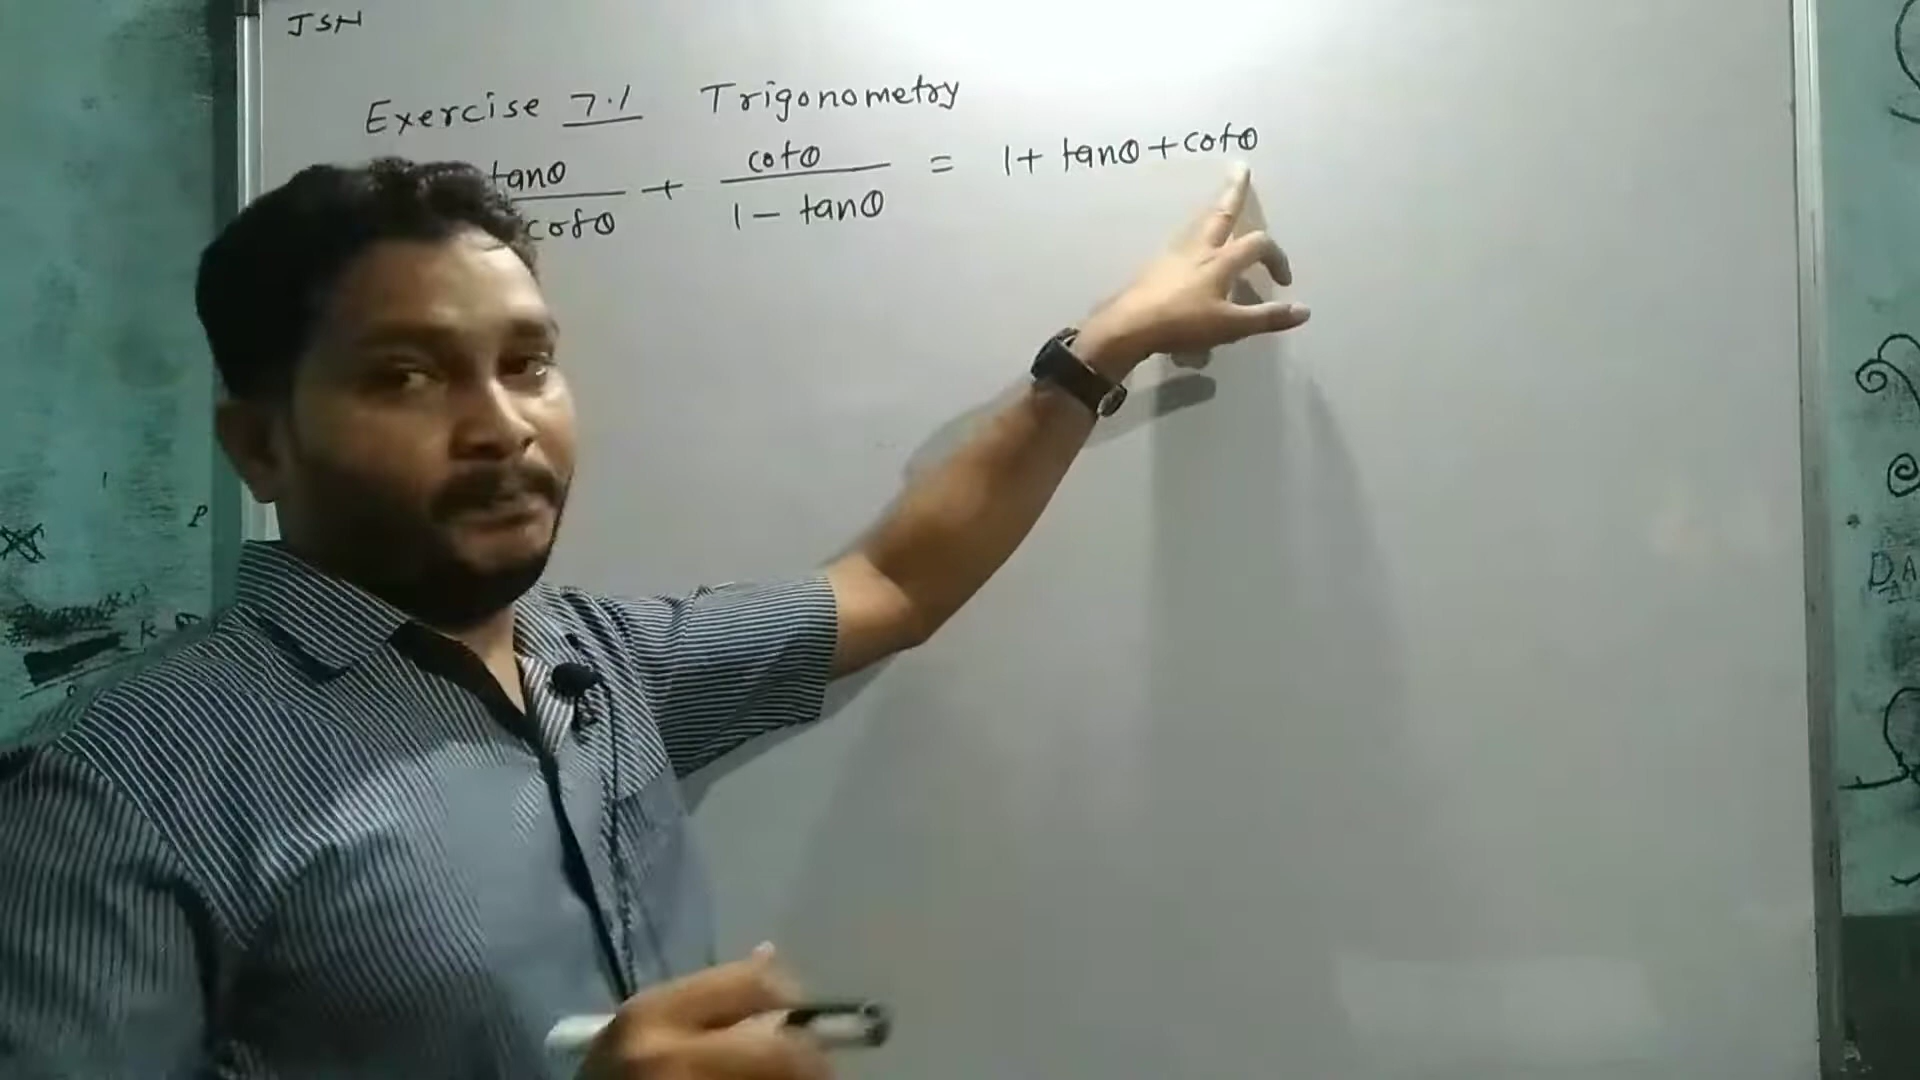 JSN
Exercise 7.1 Trigonometry
tanθ/cotθ + cotθ/1 - tanθ = 1 + tanθ + cotθ
P
K